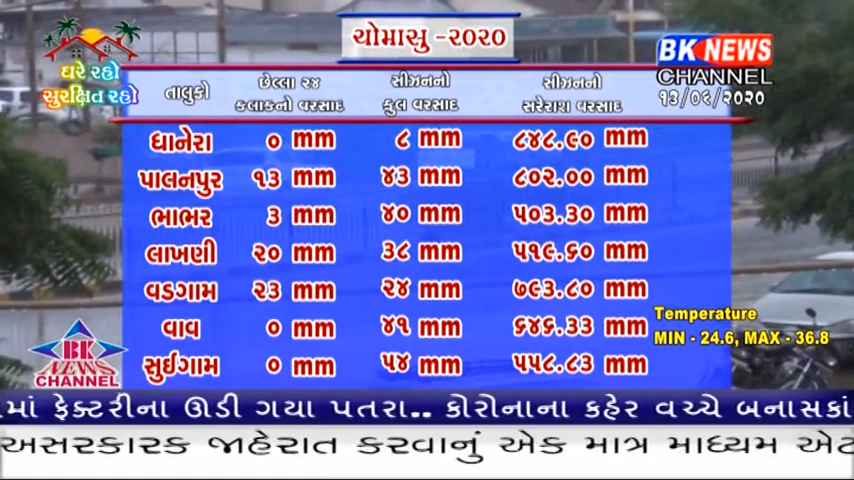 ચોમાસુ -૨૦૨૦
ઘરે રહો
સુરક્ષિત રહો
BK NEWS
CHANNEL
૧૩/૦૬/૨૦૨૦
તાલુકો છેલ્લા ૨૪ કલાકનો વરસાદ સીઝનનો કુલ વરસાદ સીઝનનો સરેરાશ વરસાદ
ધાનેરા ૦ mm ૮ mm ૮૪૮.૯૦ mm
પાલનપુર ૧૩ mm ૪૩ mm ૮૦૨.૦૦ mm
ભાભર ૩ mm ૪૦ mm ૫૦૩.૩૦ mm
લાખણી ૨૦ mm ૩૮ mm ૫૧૯.૬૦ mm
વડગામ ૨૩ mm ૨૪ mm ૭૯૩.૮૦ mm
વાવ ૦ mm ૪૧ mm ૬૪૬.૩૩ mm
સુઈગામ ૦ mm ૫૪ mm ૫૫૮.૮૩ mm
Temperature
MIN - 24.6, MAX - 36.8
BK
NEWS
CHANNEL
માં ફેક્ટરીના ઊડી ગયા પતરા.. કોરોનાના કહેર વચ્ચે બનાસકાં
અસરકારક જાહેરાત કરવાનું એક માત્ર માધ્યમ એટ